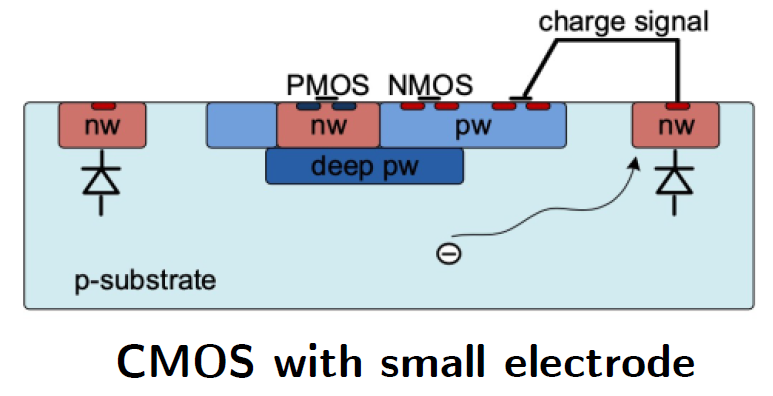 charge signal
PMOS NMOS
nw nw pw nw
deep pw
p-substrate
CMOS with small electrode